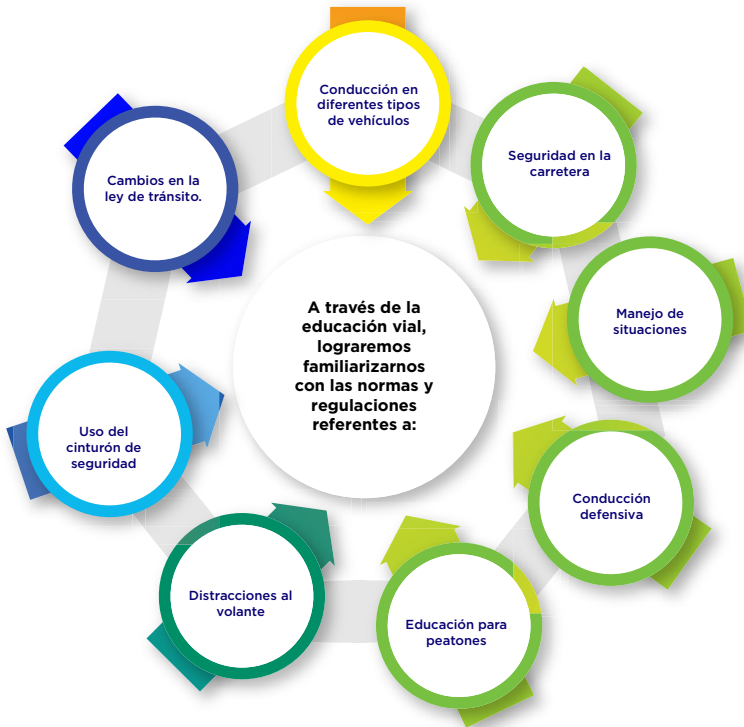 Conducción en
diferentes tipos
de vehículos
Seguridad en la
carretera
Manejo de
situaciones
Conducción
defensiva
Educación para
peatones
Distracciones al
volante
Uso del
cinturón de
seguridad
Cambios en la
ley de tránsito.
A través de la
educación vial,
lograremos
familiarizarnos
con las normas y
regulaciones
referentes a: